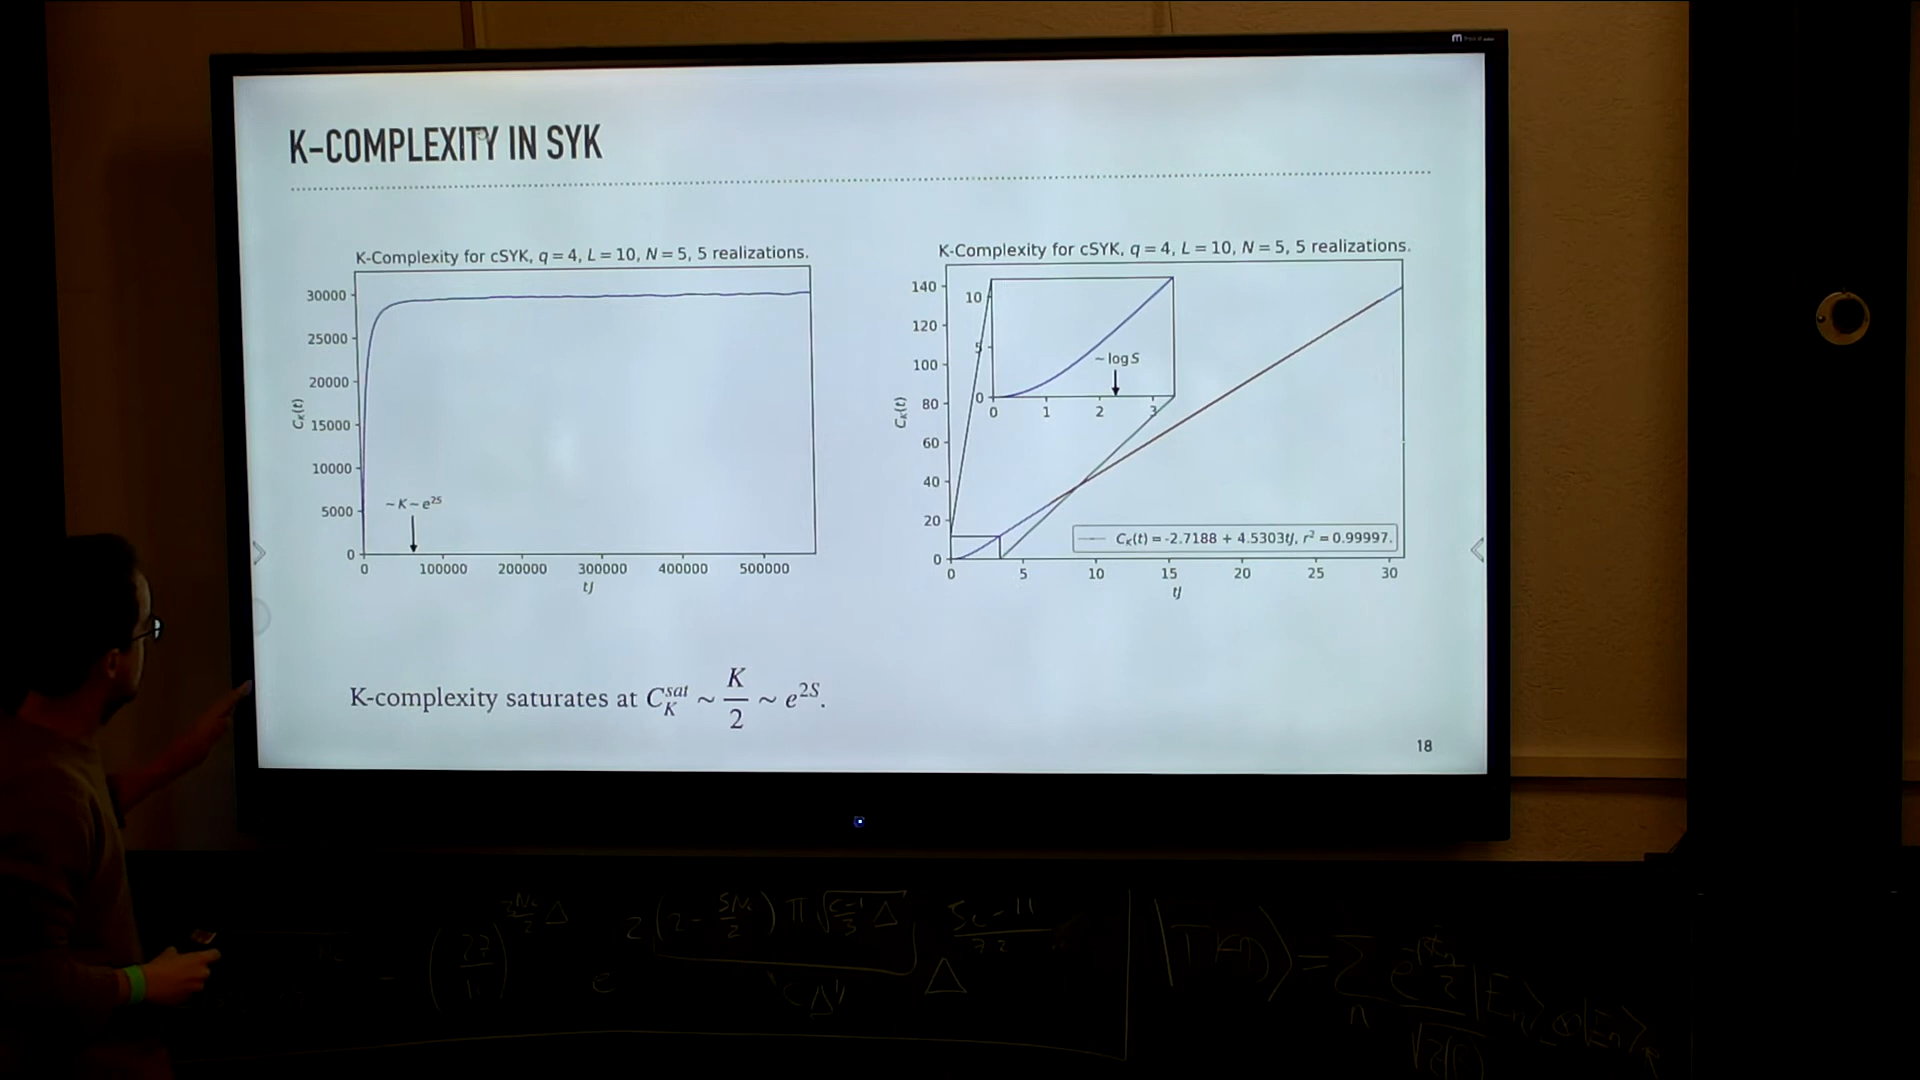 K-COMPLEXITY IN SYK
K-Complexity for cSYK, q = 4, L = 10, N = 5, 5 realizations.
30000
25000
20000
15000
10000
5000
0
C_K(t)
~ K ~ e^{2S}
0 100000 200000 300000 400000 500000
tJ
K-Complexity for cSYK, q = 4, L = 10, N = 5, 5 realizations.
140
120
100
80
60
40
20
0
C_K(t)
10
5
0
~ log S
0 1 2 3
C_K(t) = -2.7188 + 4.5303tJ, r² = 0.99997.
0 5 10 15 20 25 30
tJ
K-complexity saturates at C_K^{sat} ~ K/2 ~ e^{2S}.
18